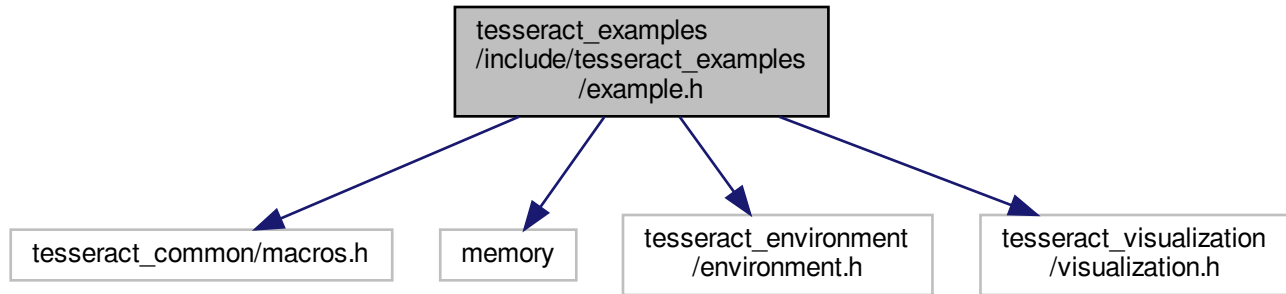 tesseract_examples
/include/tesseract_examples
/example.h
tesseract_common/macros.h
memory
tesseract_environment
/environment.h
tesseract_visualization
/visualization.h